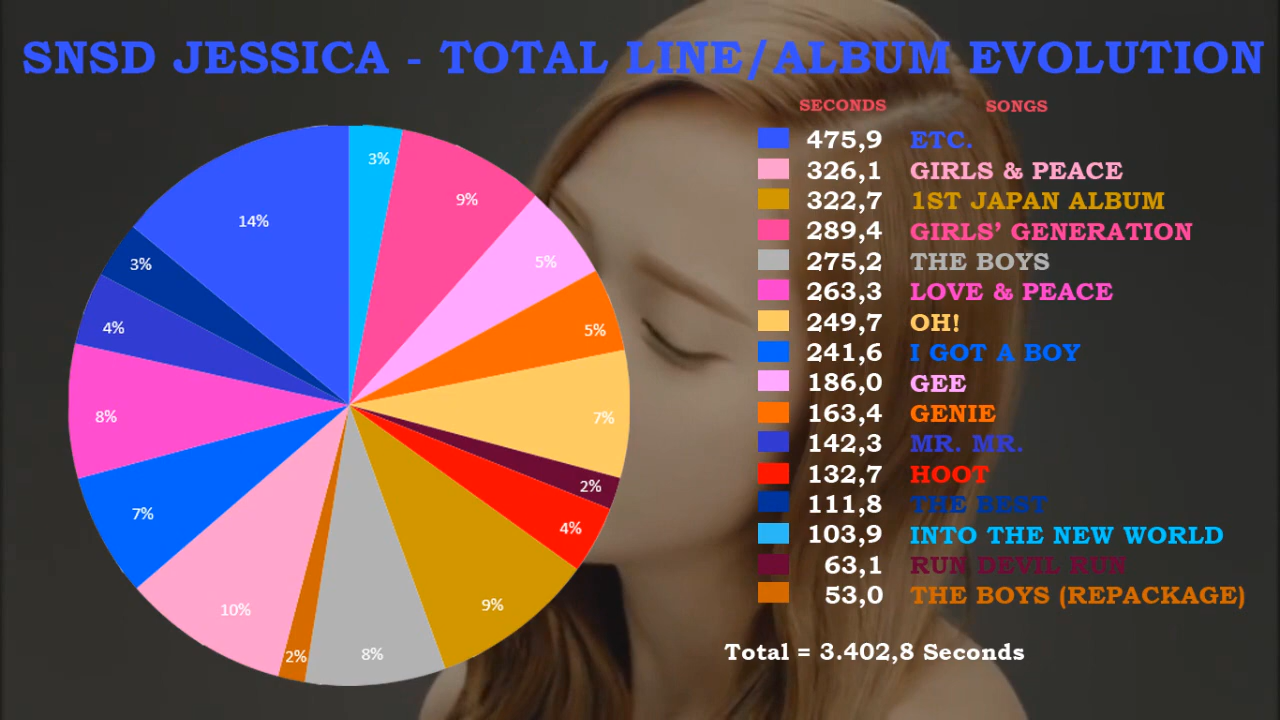 SNSD JESSICA - TOTAL LINE/ALBUM EVOLUTION
SECONDS SONGS
475,9 ETC.
326,1 GIRLS & PEACE
322,7 1ST JAPAN ALBUM
289,4 GIRLS’ GENERATION
275,2 THE BOYS
263,3 LOVE & PEACE
249,7 OH!
241,6 I GOT A BOY
186,0 GEE
163,4 GENIE
142,3 MR. MR.
132,7 HOOT
111,8 THE BEST
103,9 INTO THE NEW WORLD
63,1 RUN DEVIL RUN
53,0 THE BOYS (REPACKAGE)
Total = 3.402,8 Seconds
3%
9%
5%
5%
7%
2%
4%
9%
8%
2%
10%
7%
8%
4%
3%
14%